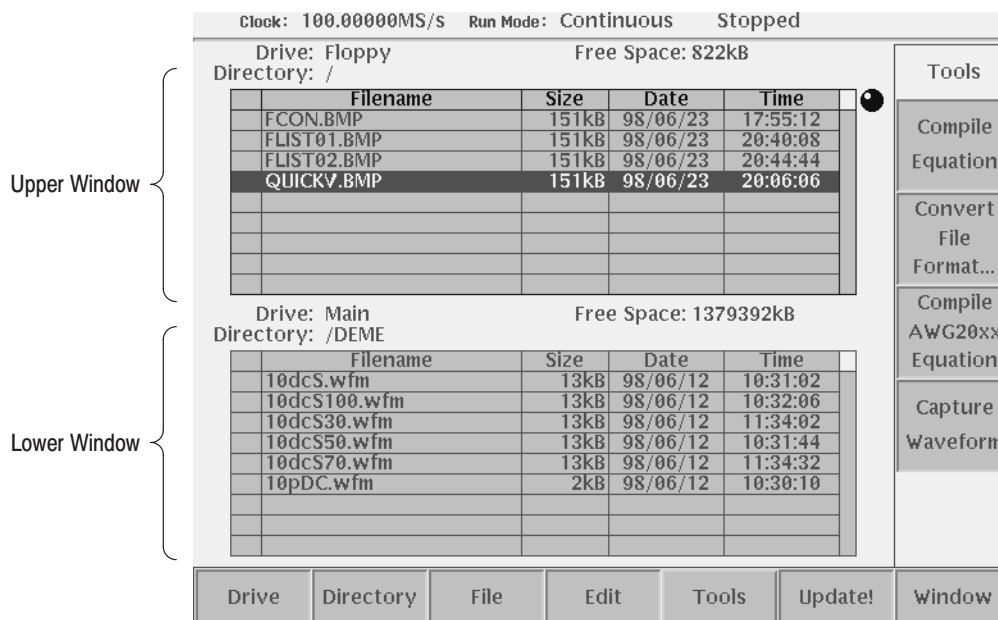 Clock: 100.00000MS/s Run Mode: Continuous Stopped
Drive: Floppy Free Space: 822kB
Directory: /
Filename Size Date Time
FCON.BMP 151kB 98/06/23 17:55:12
FLIST01.BMP 151kB 98/06/23 20:40:08
FLIST02.BMP 151kB 98/06/23 20:44:44
QUICKV.BMP 151kB 98/06/23 20:06:06
Upper Window
Drive: Main Free Space: 1379392kB
Directory: /DEME
Filename Size Date Time
10dcS.wfm 13kB 98/06/12 10:31:02
10dcS100.wfm 13kB 98/06/12 10:32:06
10dcS30.wfm 13kB 98/06/12 11:34:02
10dcS50.wfm 13kB 98/06/12 10:31:44
10dcS70.wfm 13kB 98/06/12 11:34:32
10pDC.wfm 2kB 98/06/12 10:30:10
Lower Window
Tools
Compile
Equation
Convert
File
Format...
Compile
AWG20xx
Equation
Capture
Waveform
Drive Directory File Edit Tools Update! Window